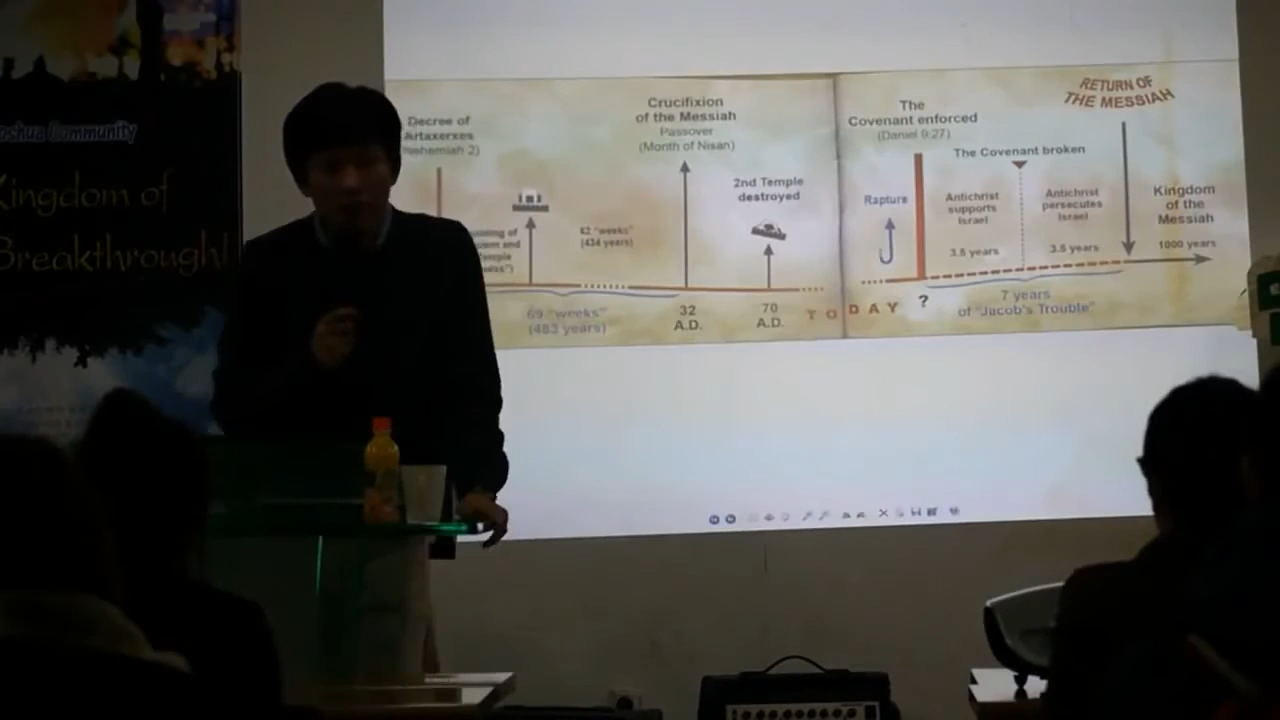 Joshua Community
Kingdom of
Breakthrough!
Decree of
Artaxerxes
(Nehemiah 2)
62 "weeks"
(434 years)
69 "weeks"
(483 years)
Crucifixion
of the Messiah
Passover
(Month of Nisan)
32
A.D.
2nd Temple
destroyed
70
A.D.
TODAY
The
Covenant enforced
(Daniel 9:27)
Rapture
?
The Covenant broken
Antichrist
supports
Israel
3.5 years
Antichrist
persecutes
Israel
3.5 years
7 years
of "Jacob's Trouble"
RETURN OF
THE MESSIAH
Kingdom
of the
Messiah
1000 years